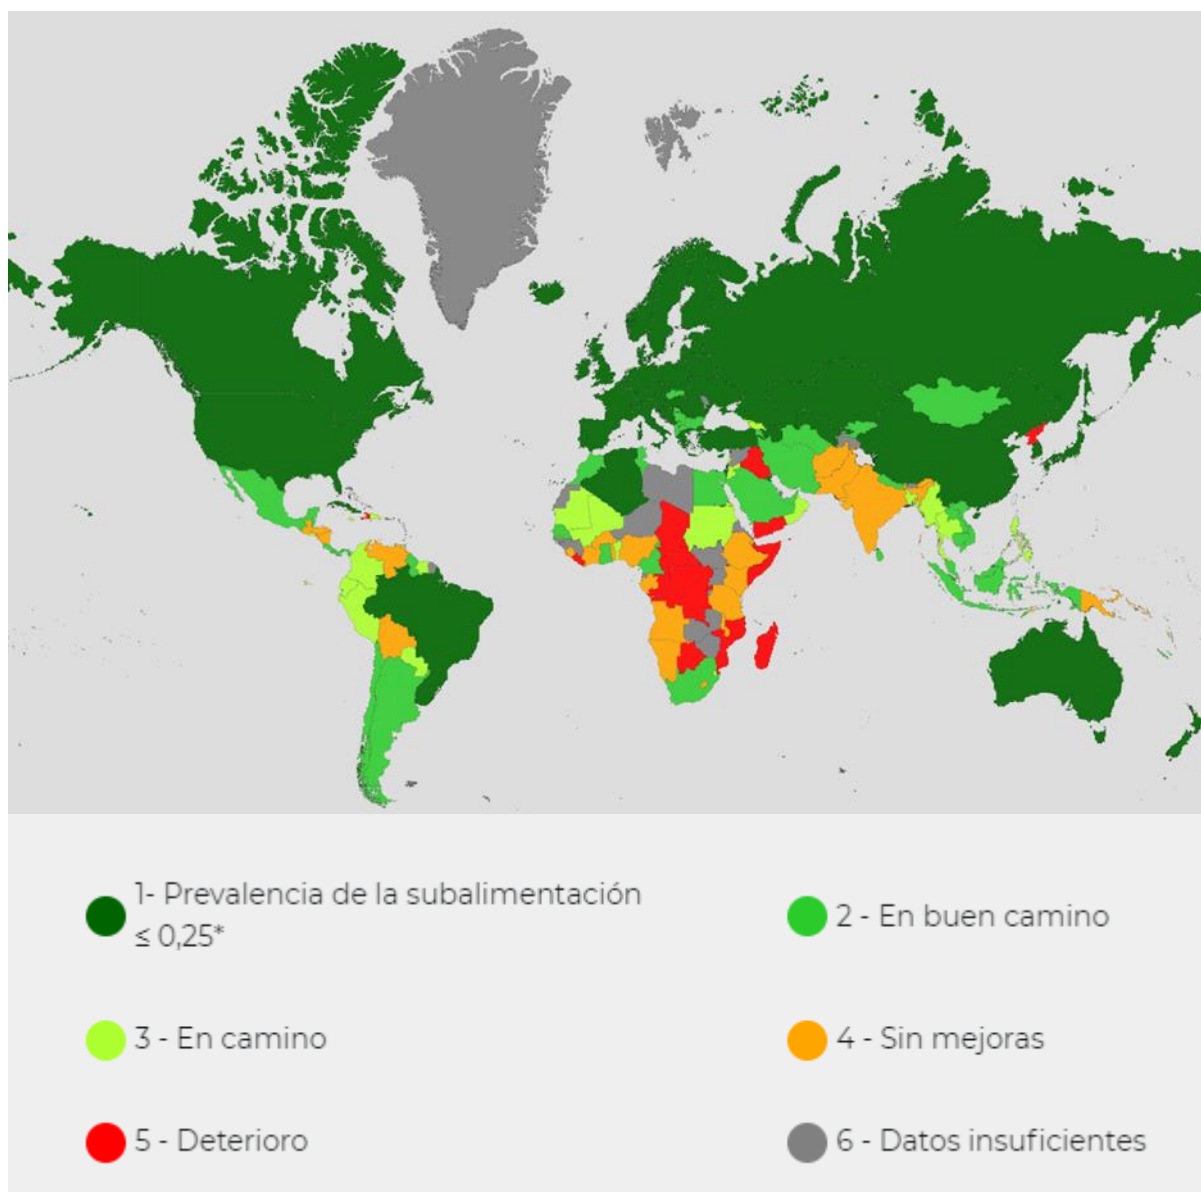 1- Prevalencia de la subalimentación
≤ 0,25*
2 - En buen camino
3 - En camino
4 - Sin mejoras
5 - Deterioro
6 - Datos insuficientes